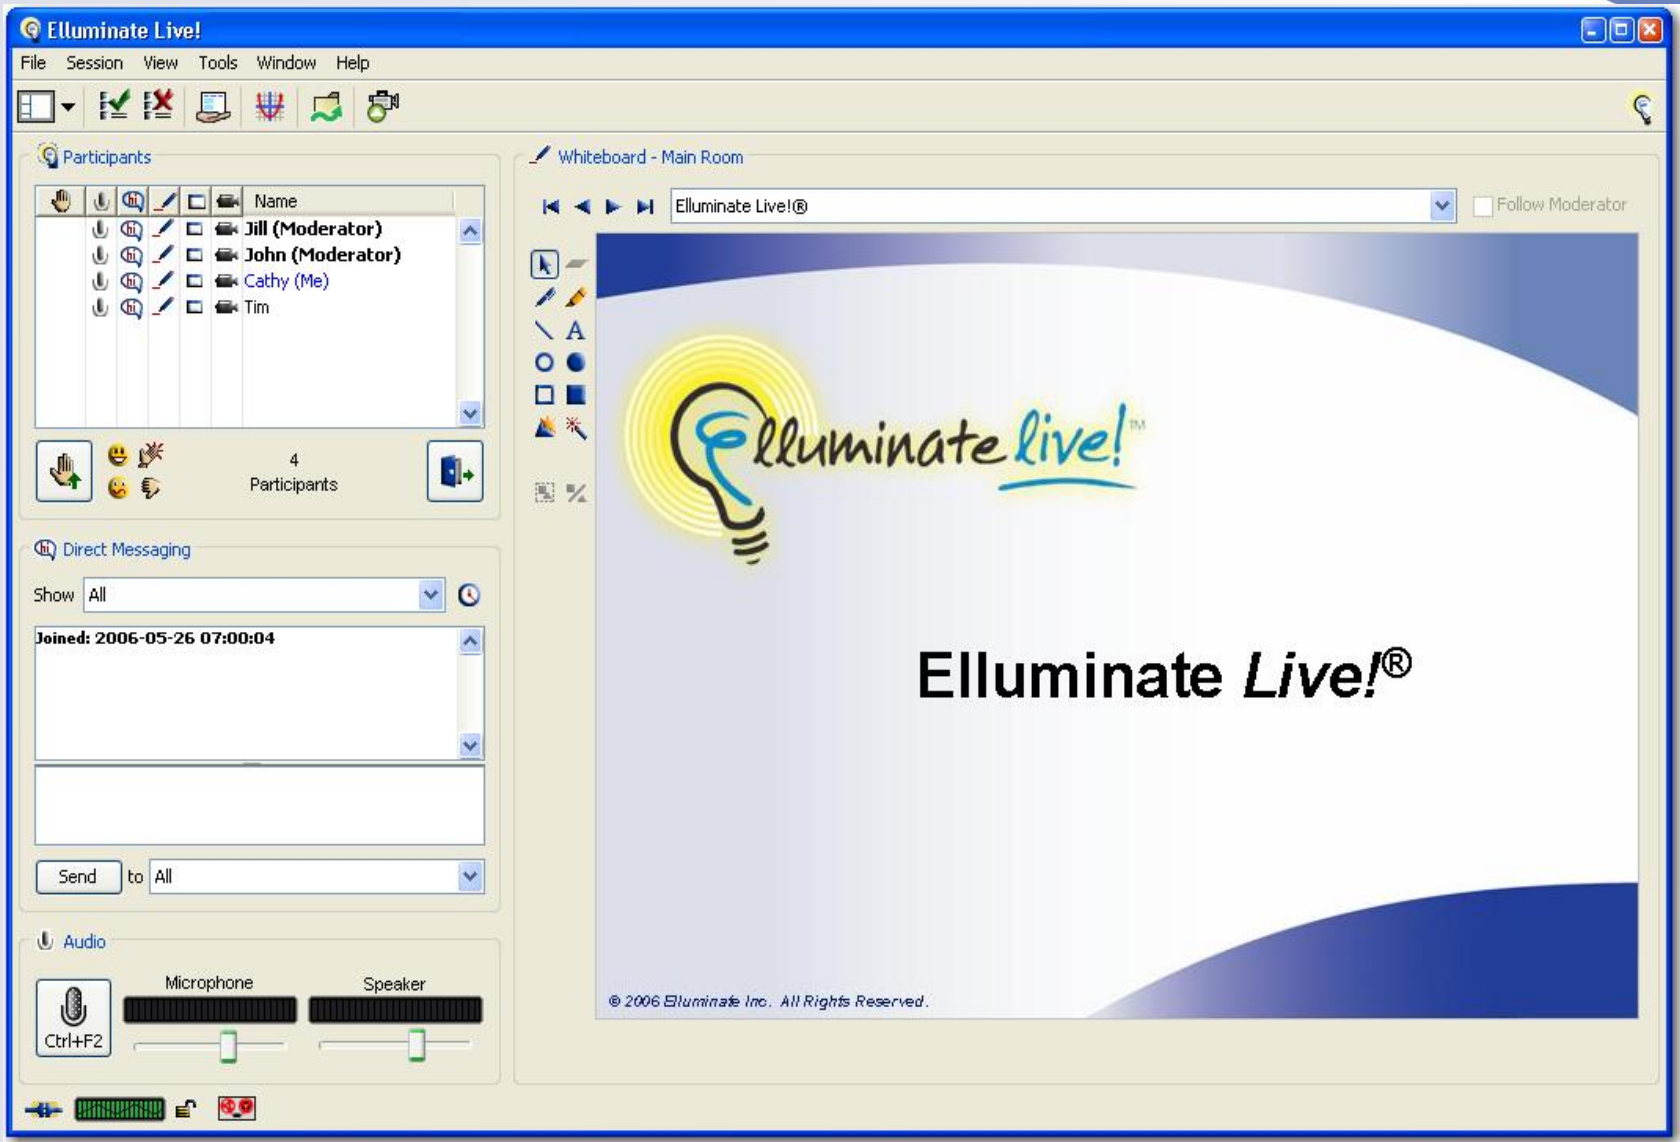 Elluminate Live!
File Session View Tools Window Help
Participants
Name
Jill (Moderator)
John (Moderator)
Cathy (Me)
Tim
4
Participants
Direct Messaging
Show All
Joined: 2006-05-26 07:00:04
Send to All
Audio
Microphone Speaker
Ctrl+F2
Whiteboard - Main Room
Elluminate Live!® Follow Moderator
A
Elluminate live!™
Elluminate Live!®
© 2006 Elluminate Inc. All Rights Reserved.